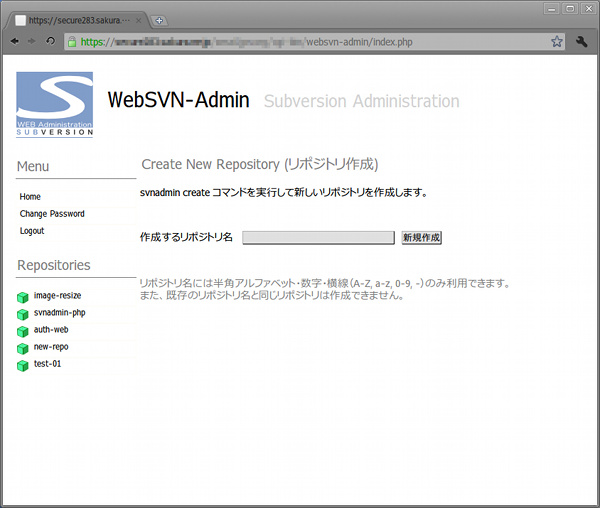 https://secure283.sakura.…
https://
/websvn-admin/index.php
WEB Administration
SUBVERSION
WebSVN-Admin Subversion Administration
Menu
Home
Change Password
Logout
Repositories
image-resize
svnadmin-php
auth-web
new-repo
test-01
Create New Repository (リポジトリ作成)
svnadmin create コマンドを実行して新しいリポジトリを作成します。
作成するリポジトリ名 新規作成
リポジトリ名には半角アルファベット・数字・横線（A-Z, a-z, 0-9, -）のみ利用できます。
また、既存のリポジトリ名と同じリポジトリは作成できません。